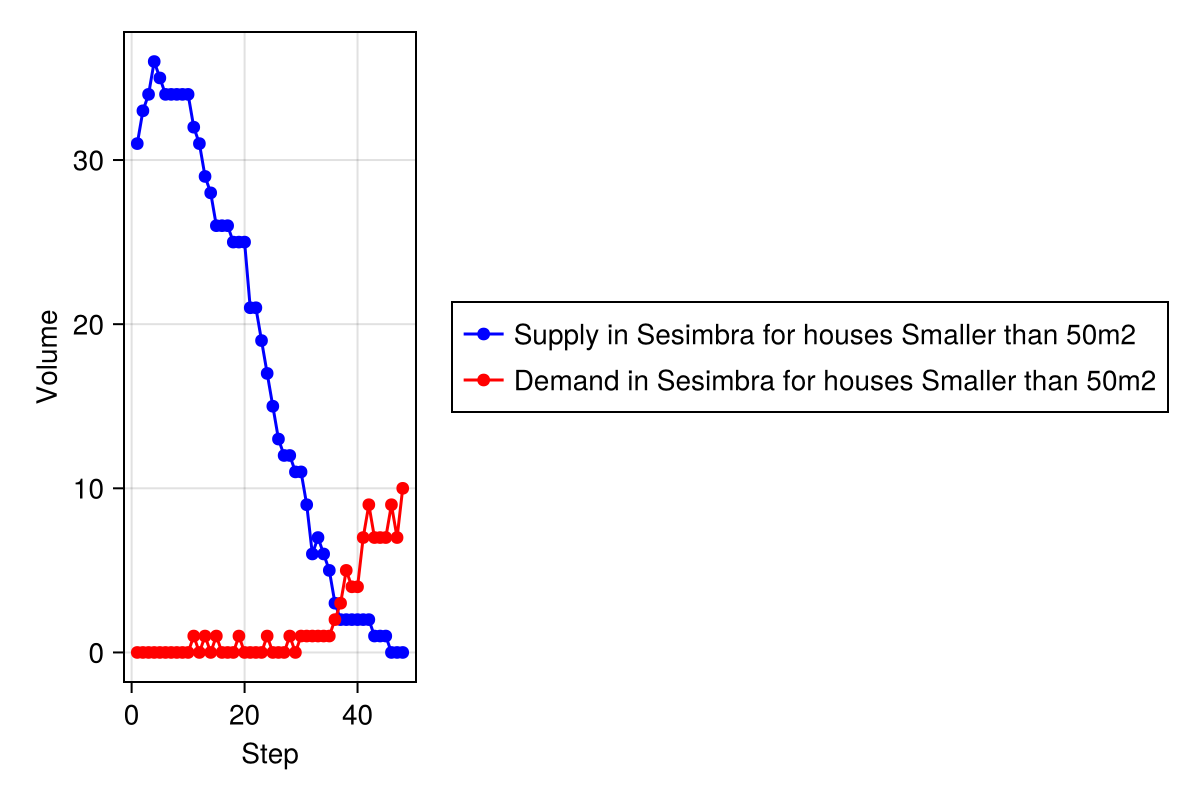 30
20
10
0
Volume
0 20 40
Step
Supply in Sesimbra for houses Smaller than 50m2
Demand in Sesimbra for houses Smaller than 50m2